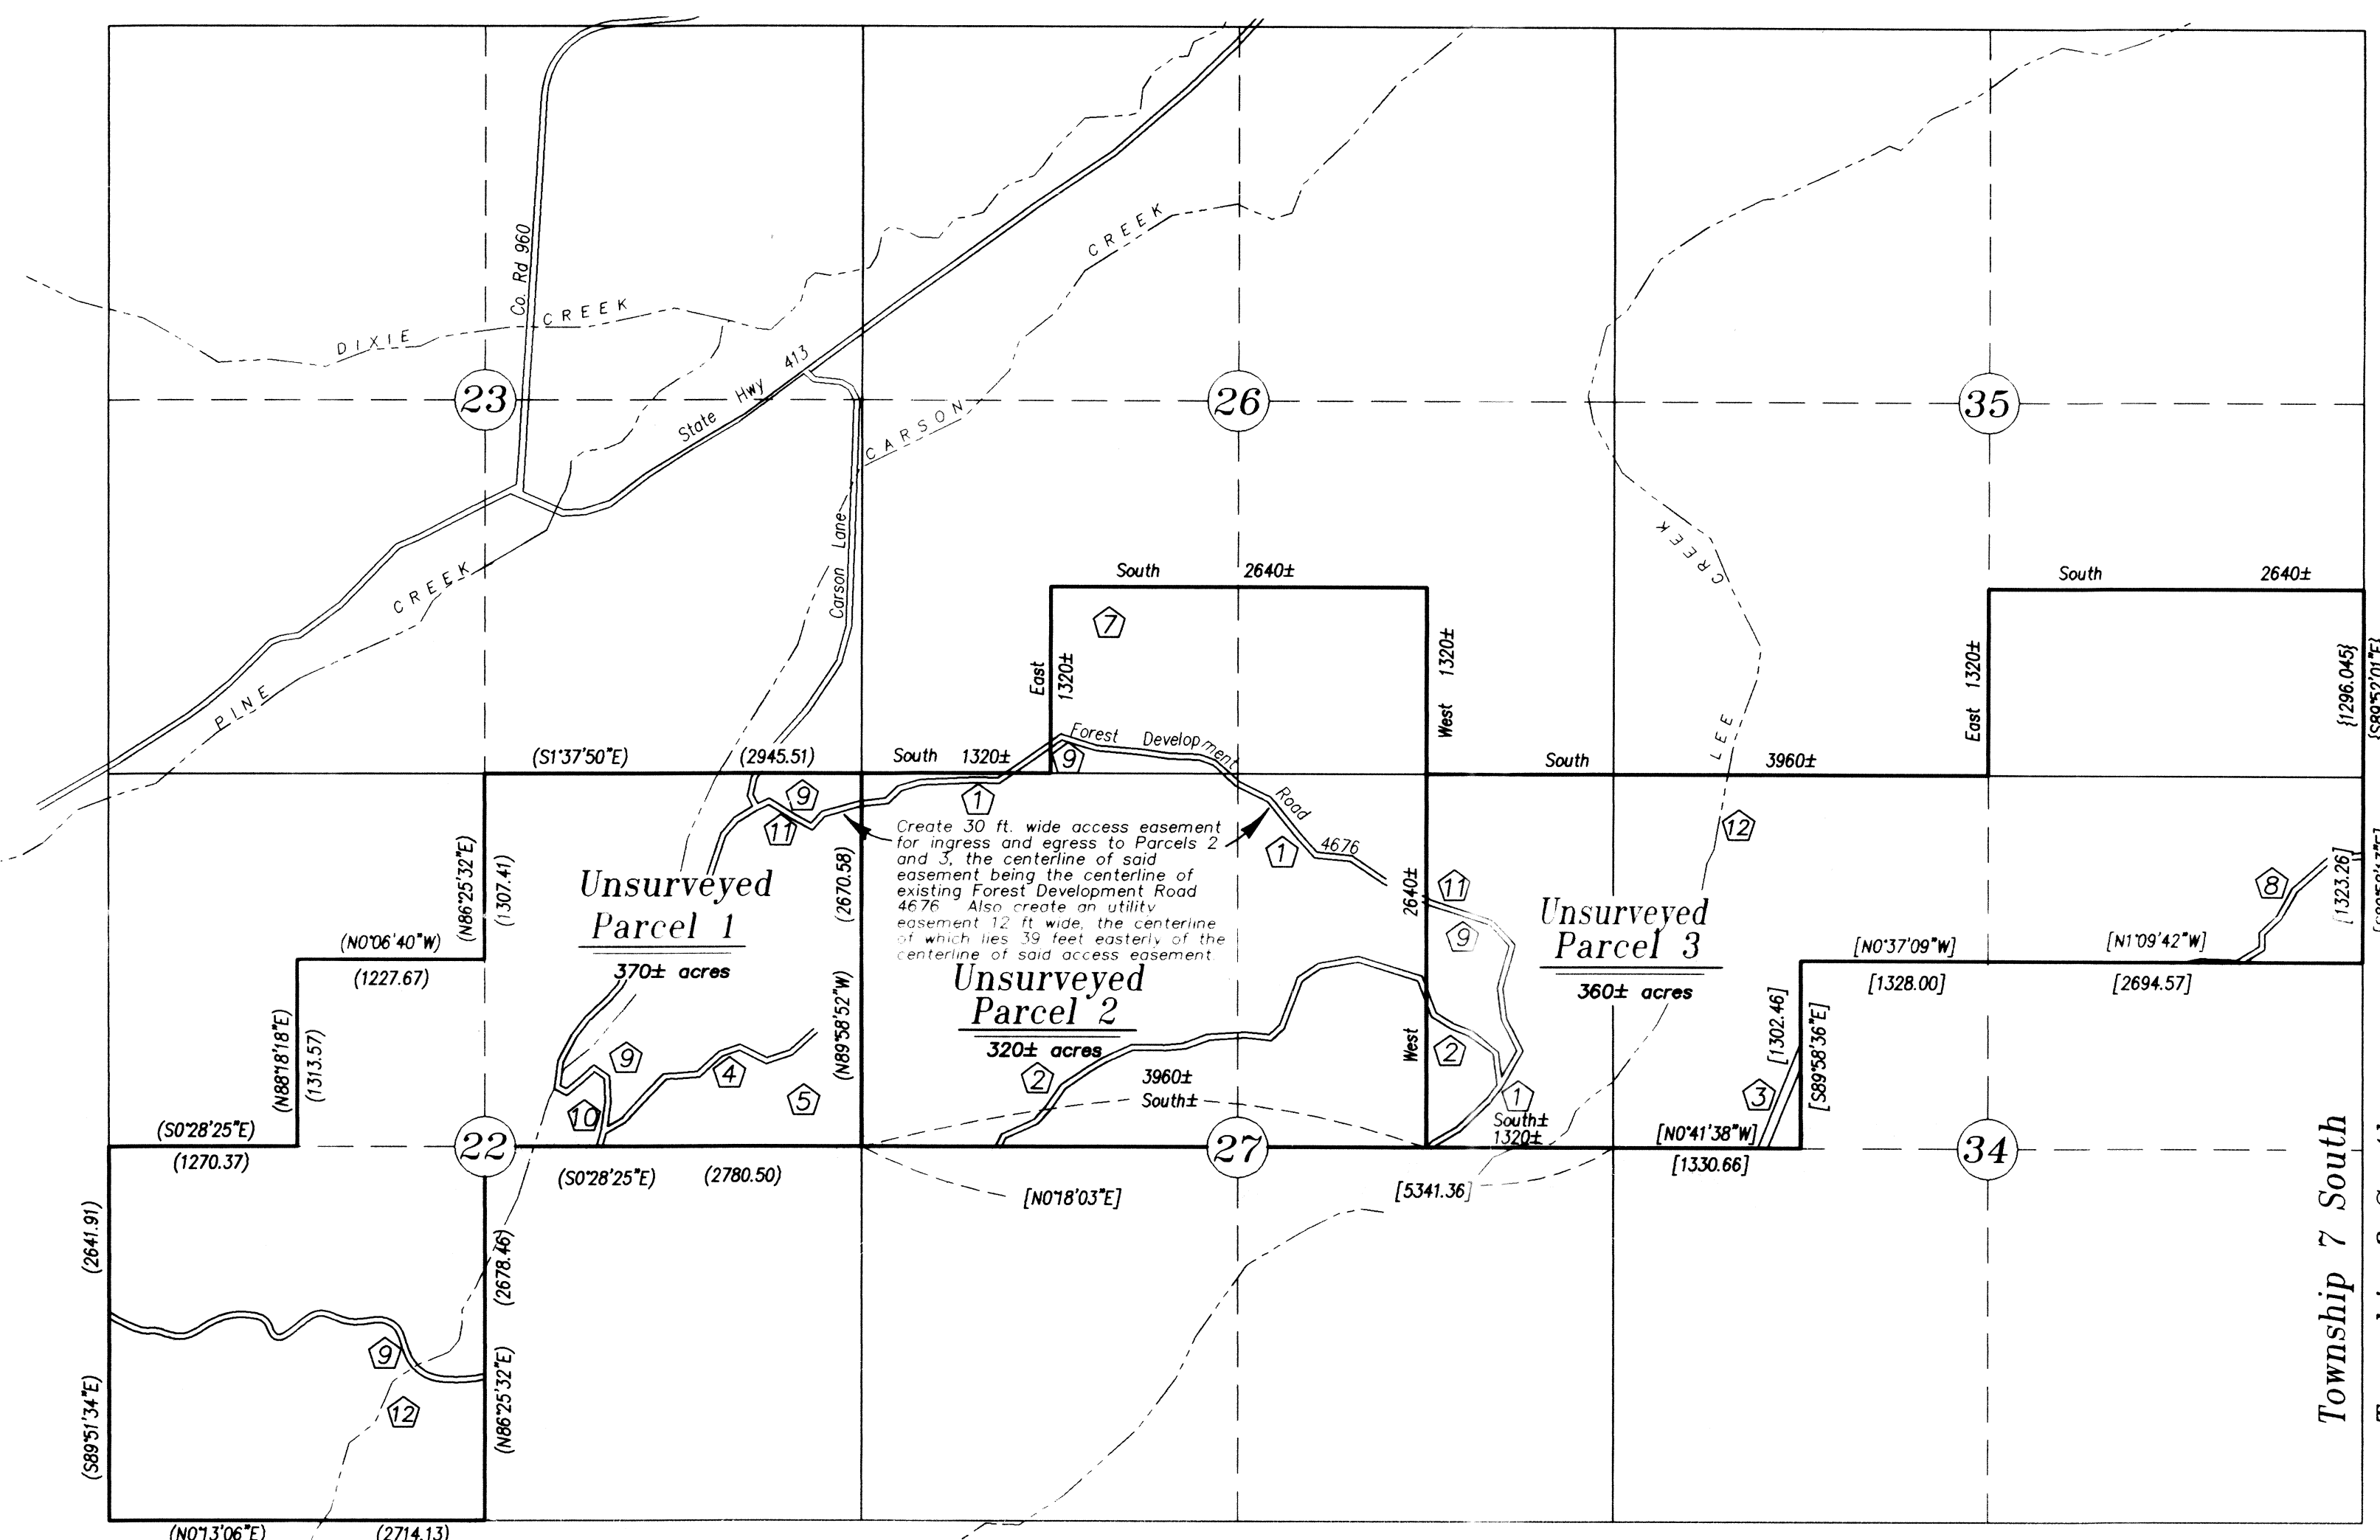 Co. Rd 960
DIXIE CREEK
State Hwy 413
CARSON CREEK
23
26
35
PINE CREEK
Carson Lane
LEE CREEK
South 2640±
South 2640±
7
East 1320±
West 1320±
East 1320±
{1296.045}
{S89°52'01"E}
(S1°37'50"E) (2945.51)
South 1320±
South 3960±
Forest Development Road 4676
9
9
11
1
1
12
Create 30 ft. wide access easement
for ingress and egress to Parcels 2
and 3, the centerline of said
easement being the centerline of
existing Forest Development Road
4676 Also create an utility
easement 12 ft wide, the centerline
of which lies 39 feet easterly of the
centerline of said access easement.
(N86°25'32"E)
(1307.41)
(2670.58)
(N89°58'52"W)
2640±
West
11
9
8
[1323.26]
Unsurveyed
Parcel 1
370± acres
Unsurveyed
Parcel 2
320± acres
Unsurveyed
Parcel 3
360± acres
(N0°06'40"W)
(1227.67)
[N0°37'09"W]
[1328.00]
[N1°09'42"W]
[2694.57]
(N88°18'18"E)
(1313.57)
9
4
10
5
2
2
1
3
3960±
South±
South±
1320±
[1302.46]
[S89°58'36"E]
(S0°28'25"E)
(1270.37)
22
27
34
[N0°41'38"W]
[1330.66]
(S0°28'25"E) (2780.50)
[N0°18'03"E]
[5341.36]
(2641.91)
(S89°51'34"E)
(2678.46)
(N86°25'32"E)
9
12
(N0°13'06"E) (2714.13)
Township 7 South